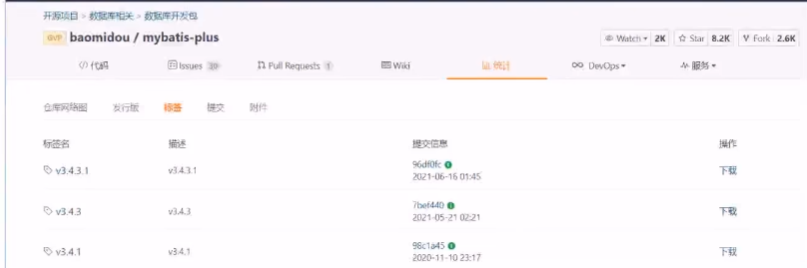 开源项目 > 数据库相关 > 数据库开发包
GVP baomidou / mybatis-plus
Watch 2K Star 8.2K Fork 2.6K
代码 Issues 20 Pull Requests 1 Wiki 统计 DevOps 服务
仓库网络图 发行版 标签 提交 附件
标签名 描述 提交信息 操作
v3.4.3.1 v3.4.3.1 96df0fc 下载
2021-06-16 01:45
v3.4.3 v3.4.3 7bef440 下载
2021-05-21 02:21
v3.4.1 v3.4.1 98c1a45 下载
2020-11-10 23:17